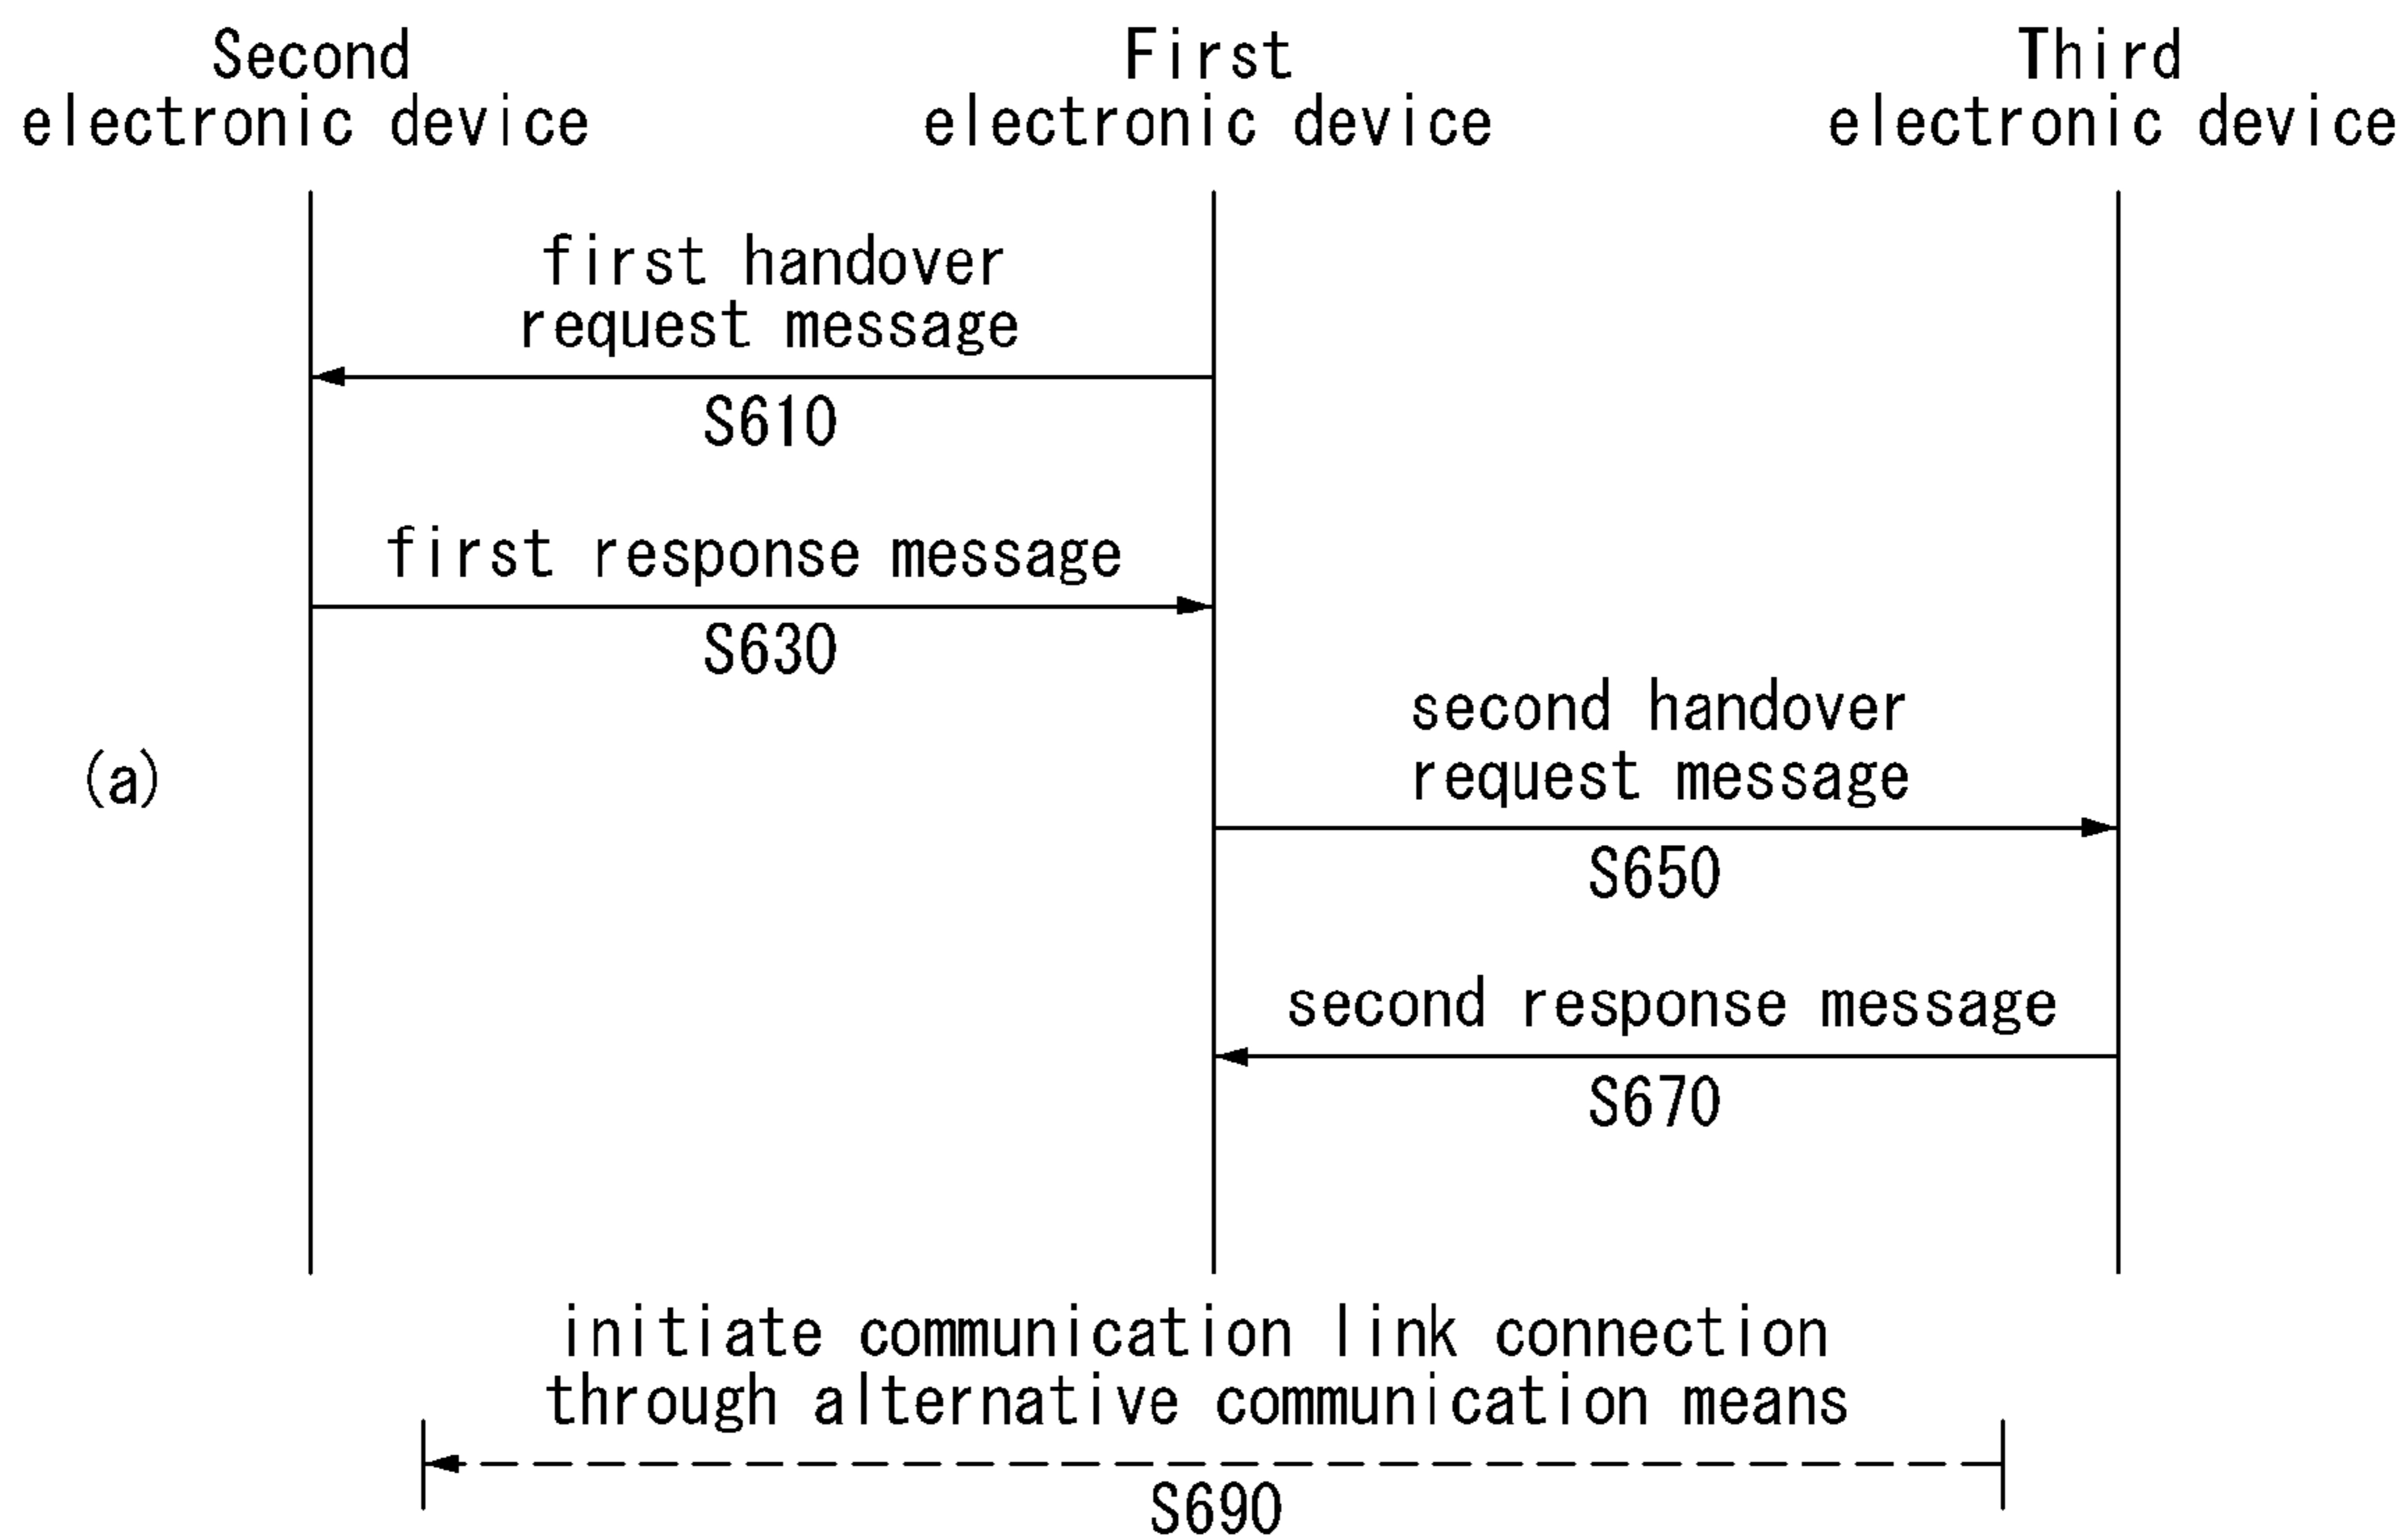 Second
electronic device
First
electronic device
Third
electronic device
first handover
request message
S610
first response message
S630
second handover
request message
S650
(a)
second response message
S670
initiate communication link connection
through alternative communication means
S690